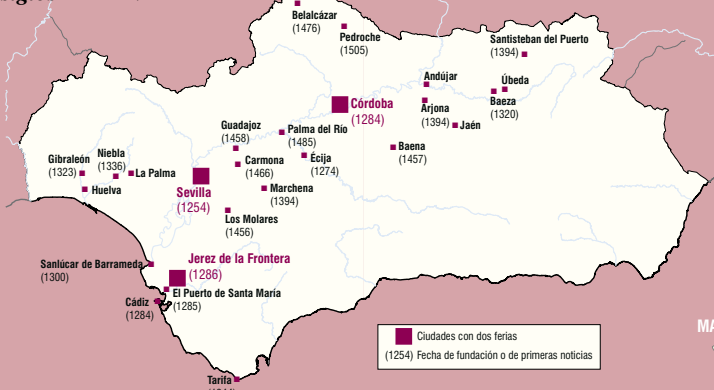 Belalcázar
(1476)
Pedroche
(1505)
Santisteban del Puerto
(1394)
Andújar
Úbeda
Baeza
(1320)
Córdoba
(1284)
Arjona
(1394)
Jaén
Guadajoz
(1458)
Palma del Río
(1485)
Baena
(1457)
Gibraleón
(1323)
Niebla
(1336)
La Palma
Huelva
Carmona
(1466)
Écija
(1274)
Sevilla
(1254)
Marchena
(1394)
Los Molares
(1456)
Sanlúcar de Barrameda
(1300)
Jerez de la Frontera
(1286)
El Puerto de Santa María
(1285)
Cádiz
(1284)
Tarifa
Ciudades con dos ferias
(1254) Fecha de fundación o de primeras noticias
MA